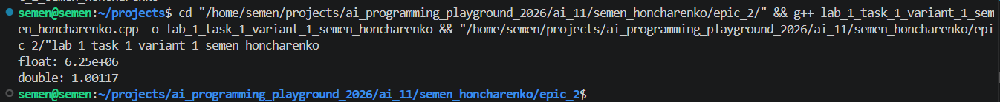 semen@semen:~/projects$ cd "/home/semen/projects/ai_programming_playground_2026/ai_11/semen_honcharenko/epic_2/" && g++ lab_1_task_1_variant_1_sem
en_honcharenko.cpp -o lab_1_task_1_variant_1_semen_honcharenko && "/home/semen/projects/ai_programming_playground_2026/ai_11/semen_honcharenko/epi
c_2/"lab_1_task_1_variant_1_semen_honcharenko
float: 6.25e+06
double: 1.00117
semen@semen:~/projects/ai_programming_playground_2026/ai_11/semen_honcharenko/epic_2$